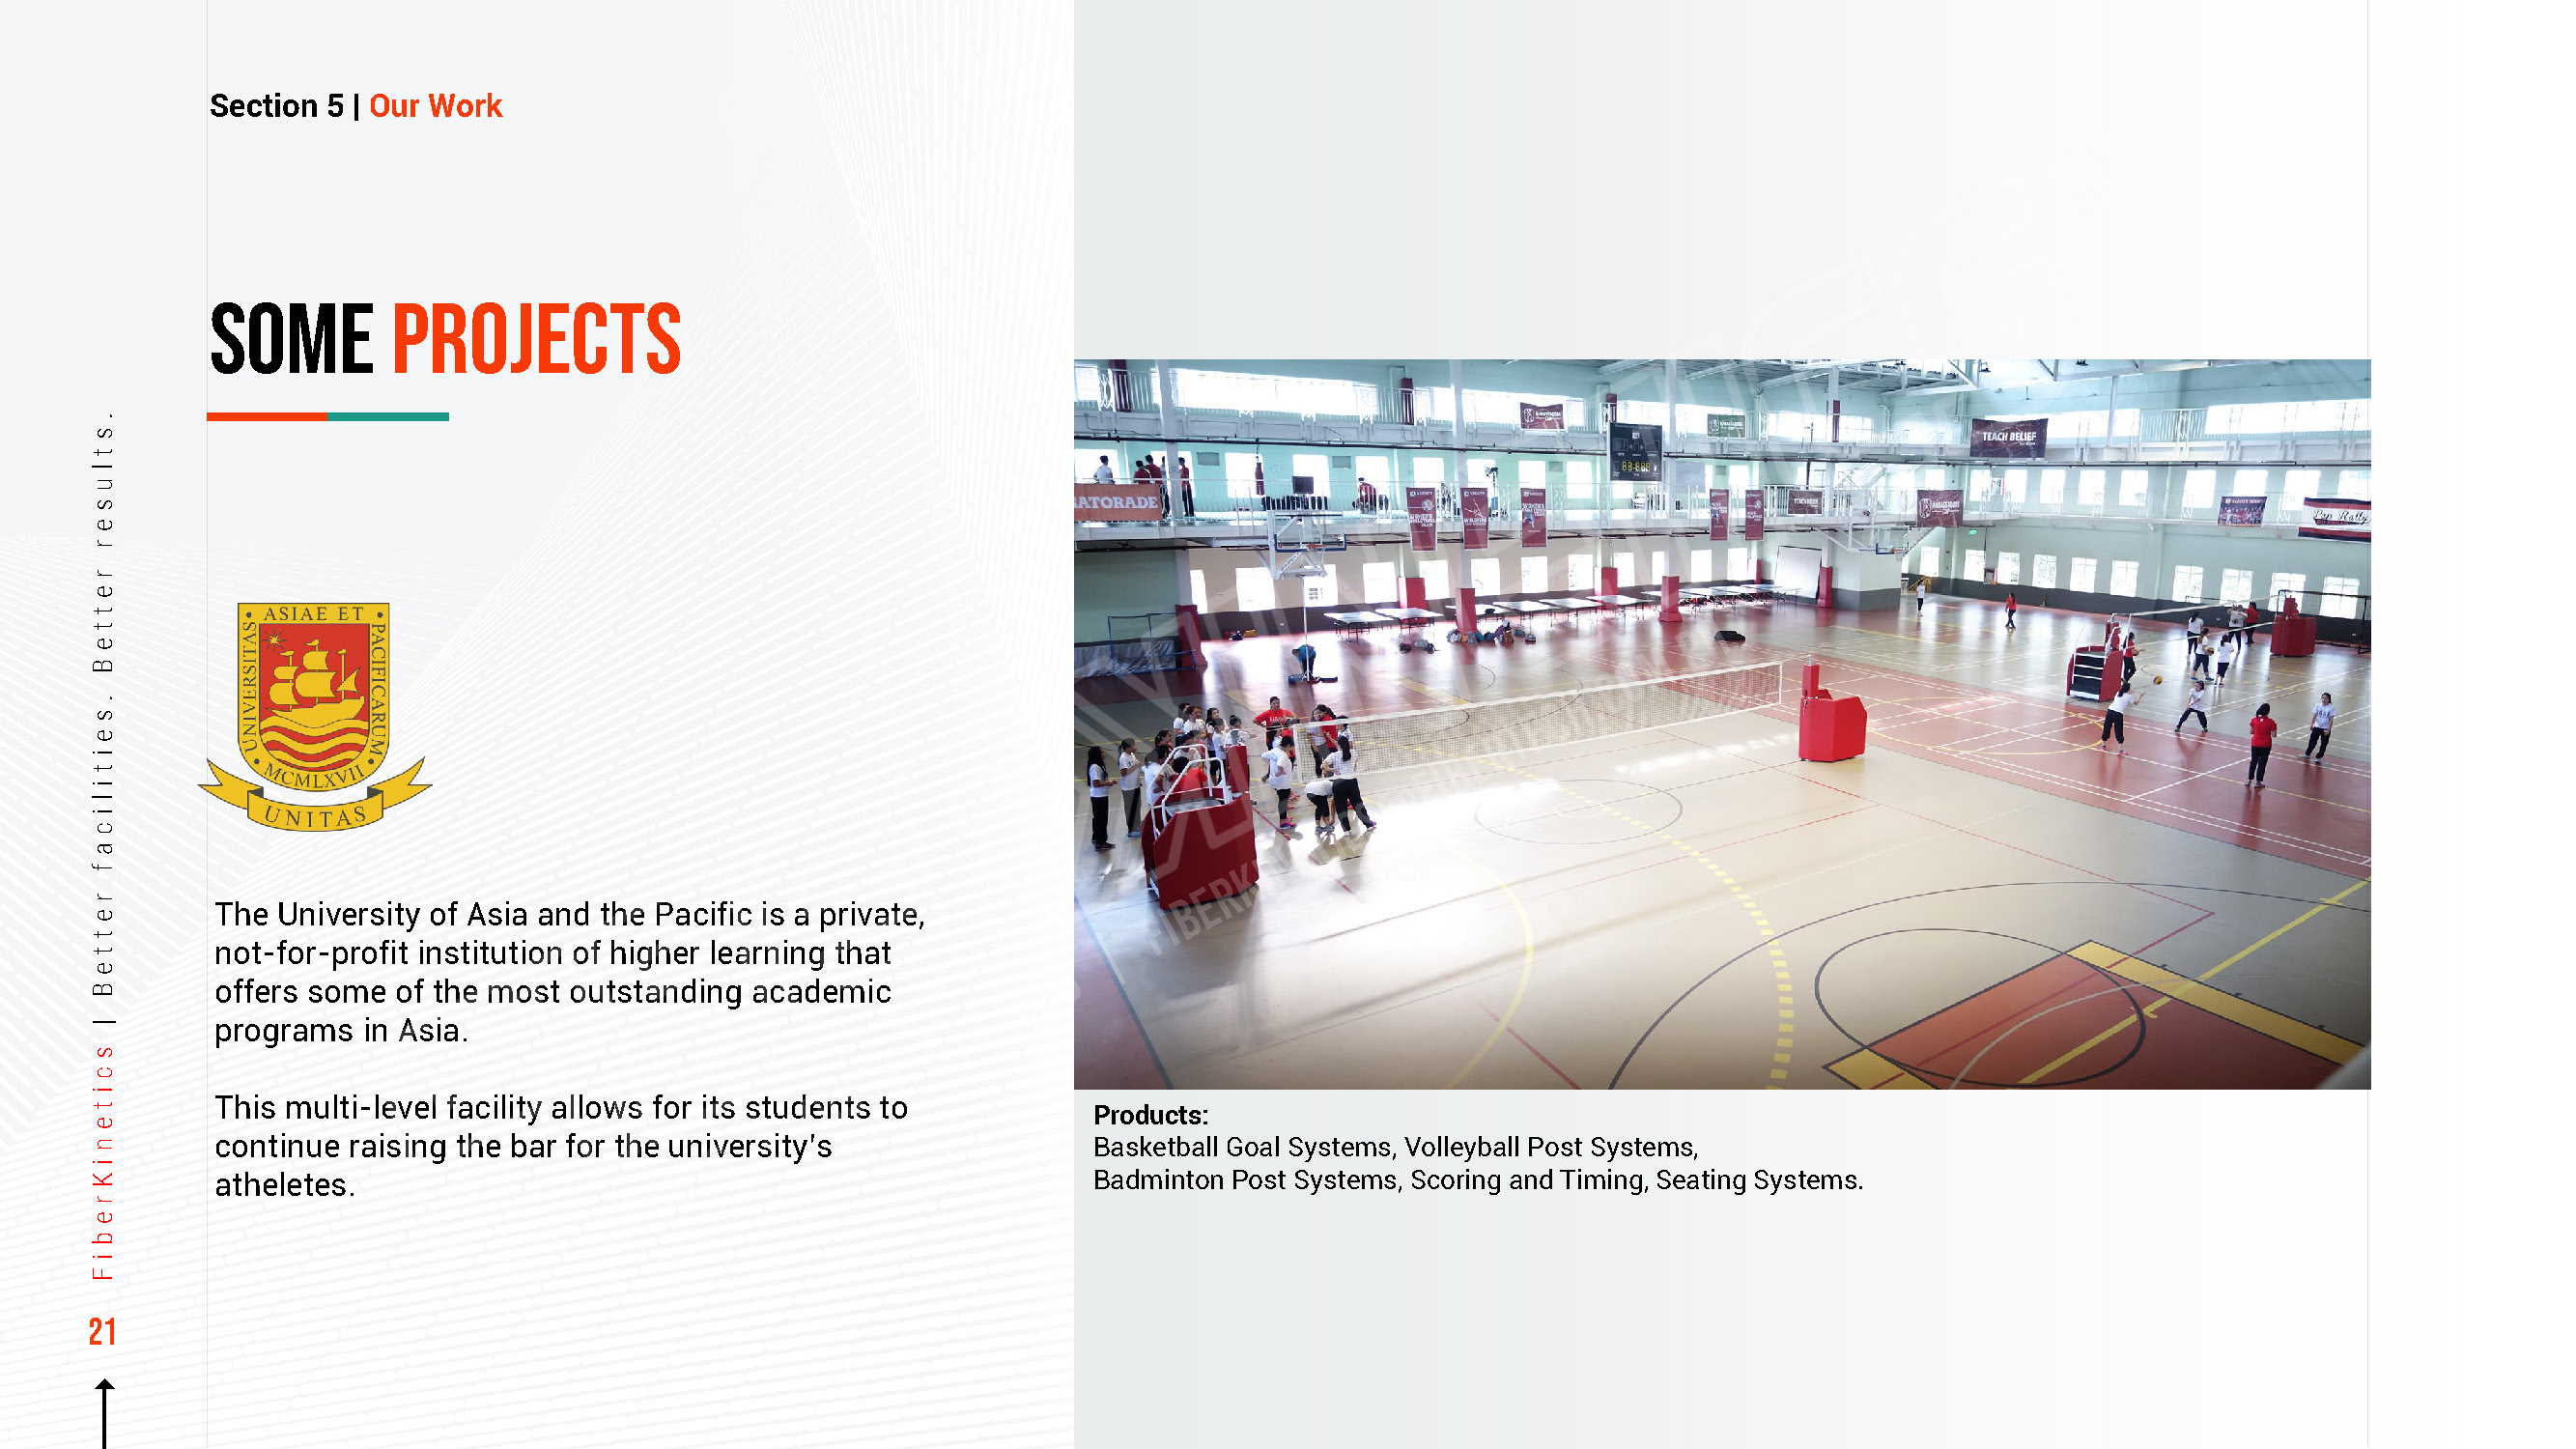 Section 5 | Our Work
SOME PROJECTS
• ASIAE ET •
UNIVERSITAS
PACIFICARUM
• MCMLXVII •
UNITAS
The University of Asia and the Pacific is a private,
not-for-profit institution of higher learning that
offers some of the most outstanding academic
programs in Asia.
This multi-level facility allows for its students to
continue raising the bar for the university's
atheletes.
FiberKinetics | Better facilities. Better results.
21
ATORADE
TEACH BELIEF
Pep Rally
FIBERK
Products:
Basketball Goal Systems, Volleyball Post Systems,
Badminton Post Systems, Scoring and Timing, Seating Systems.